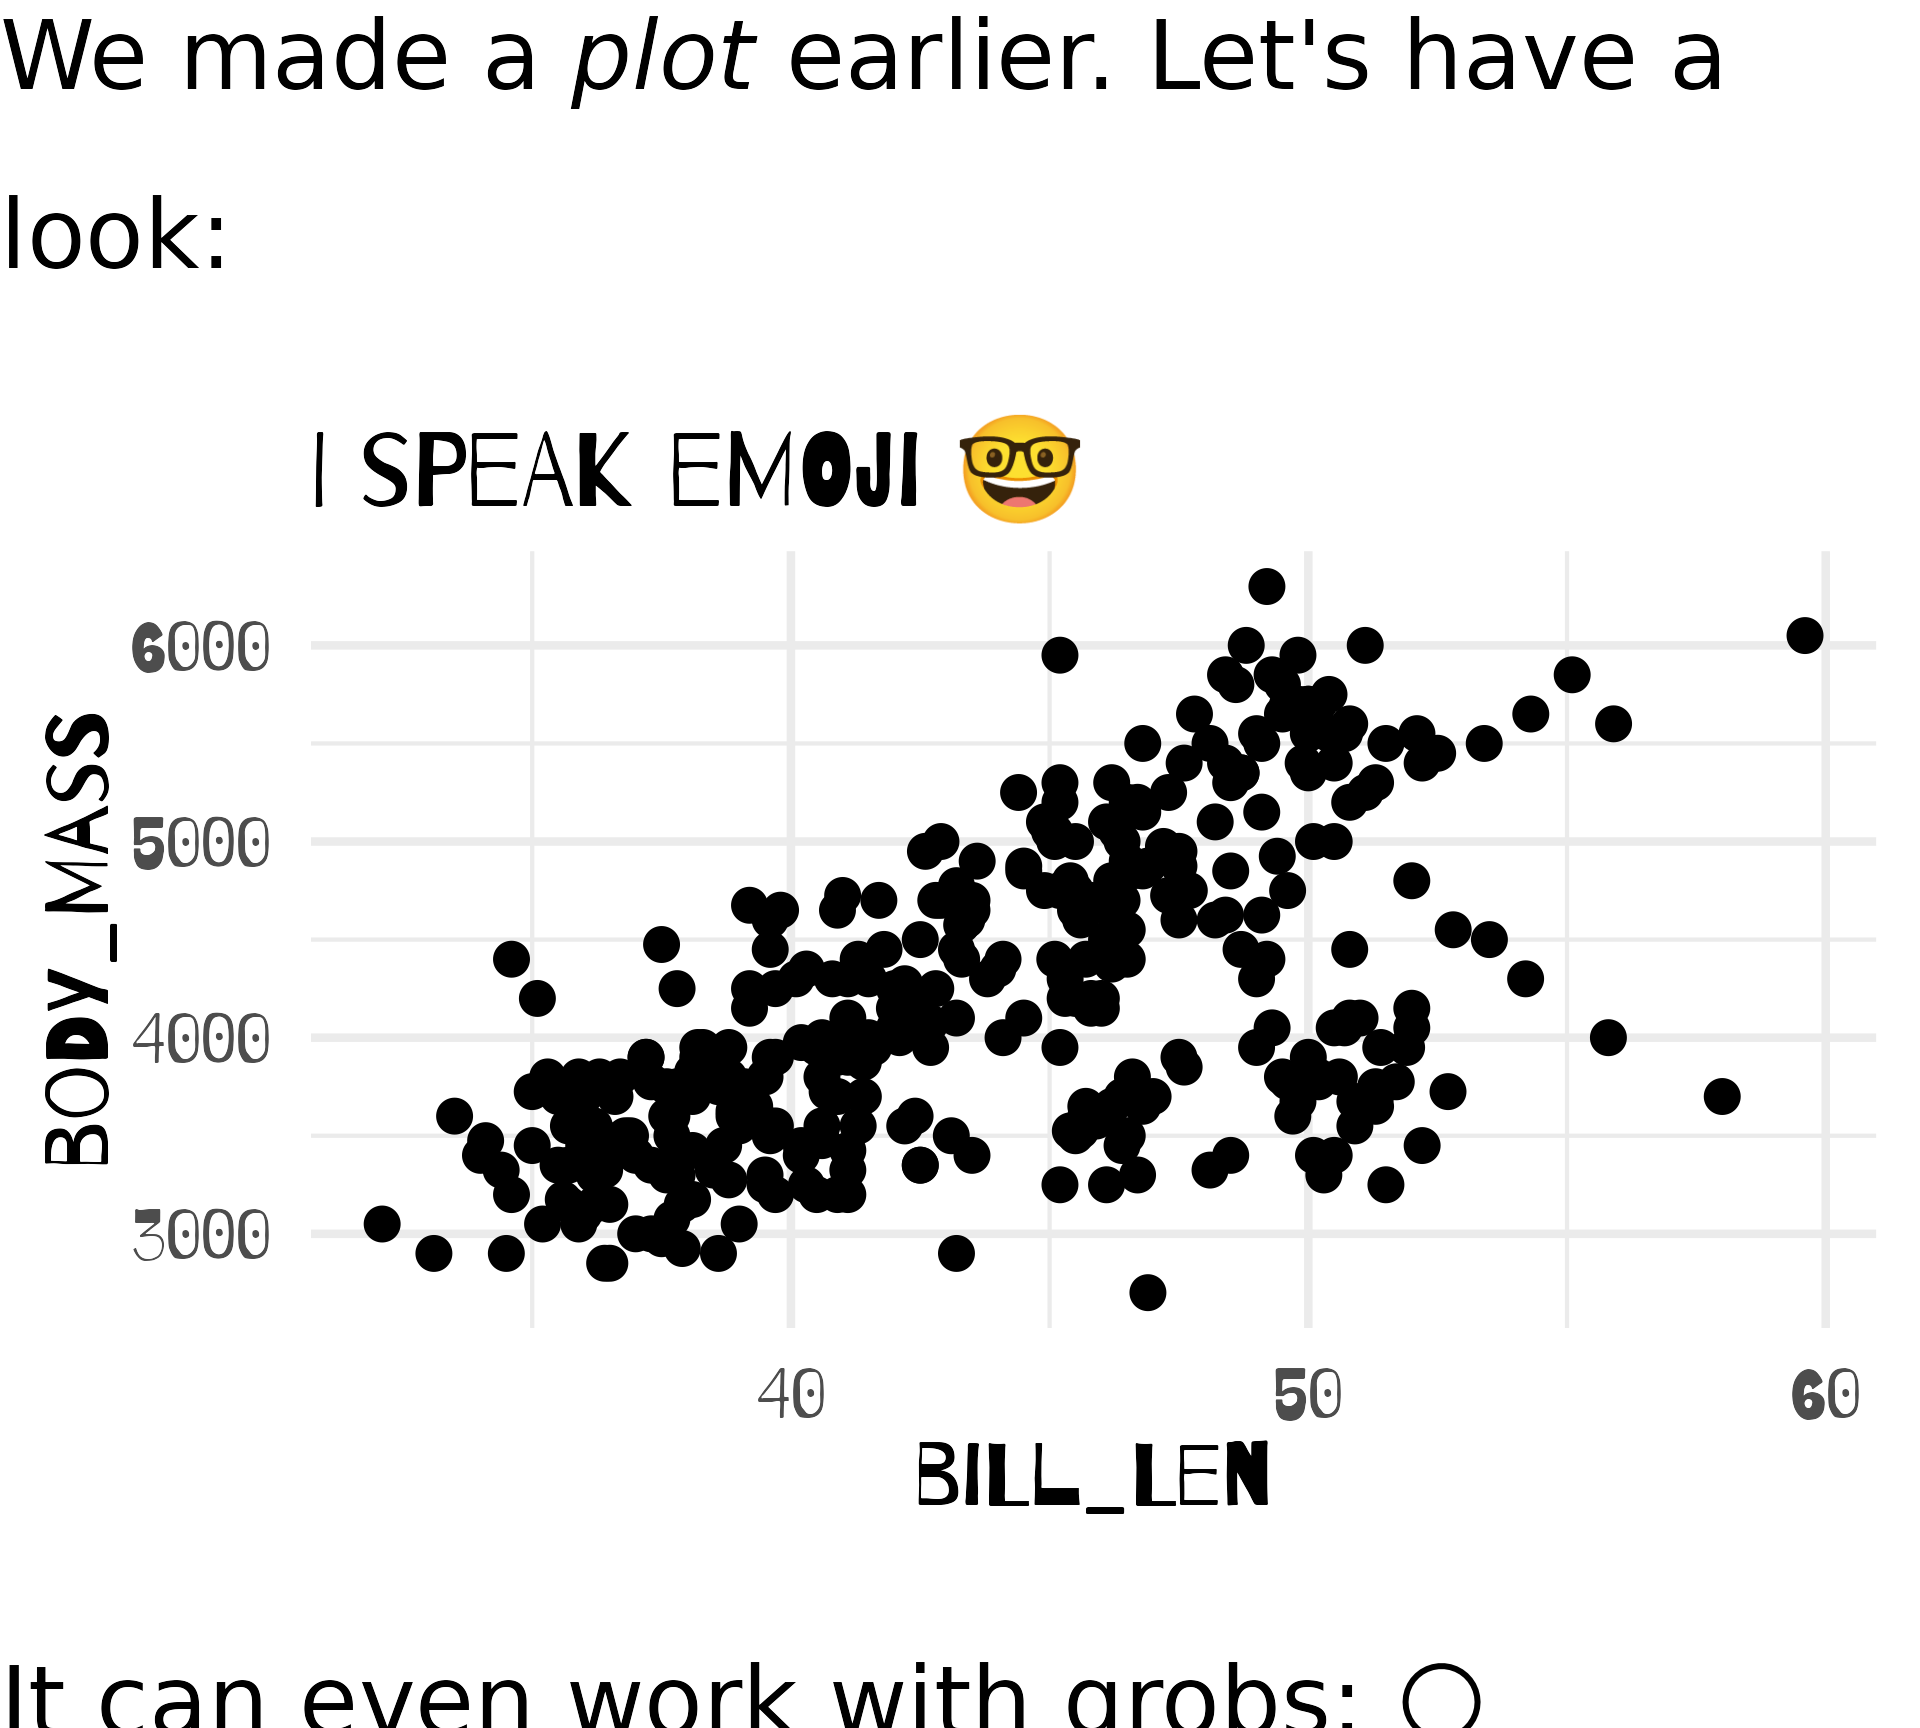 We made a plot earlier. Let's have a
look:
I SPEAK EMOJI 🤓
6000
5000
4000
3000
BODY_MASS
40 50 60
BILL_LEN
It can even work with grobs: ○